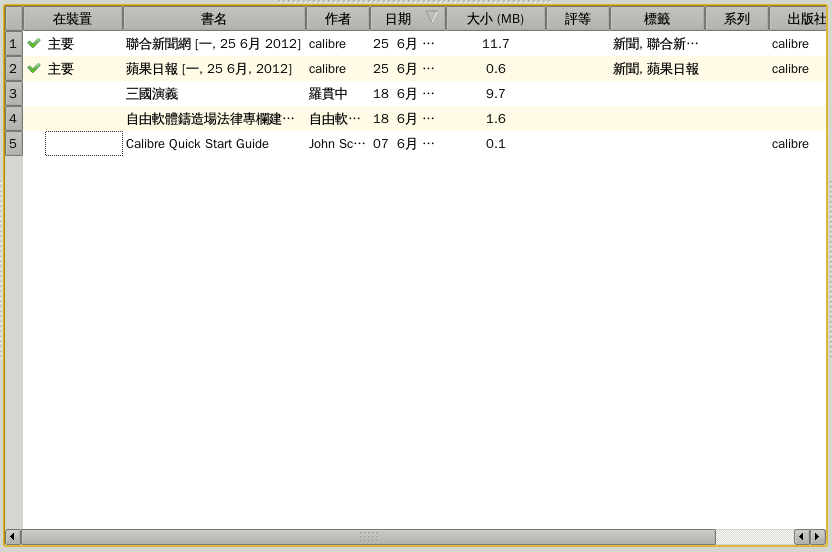 在裝置 書名 作者 日期 大小 (MB) 評等 標籤 系列 出版社
1 主要 聯合新聞網 [一, 25 6月 2012] calibre 25 6月 … 11.7 新聞, 聯合新… calibre
2 主要 蘋果日報 [一, 25 6月, 2012] calibre 25 6月 … 0.6 新聞, 蘋果日報 calibre
3 三國演義 羅貫中 18 6月 … 9.7
4 自由軟體鑄造場法律專欄建… 自由軟… 18 6月 … 1.6
5 Calibre Quick Start Guide John Sc… 07 6月 … 0.1 calibre